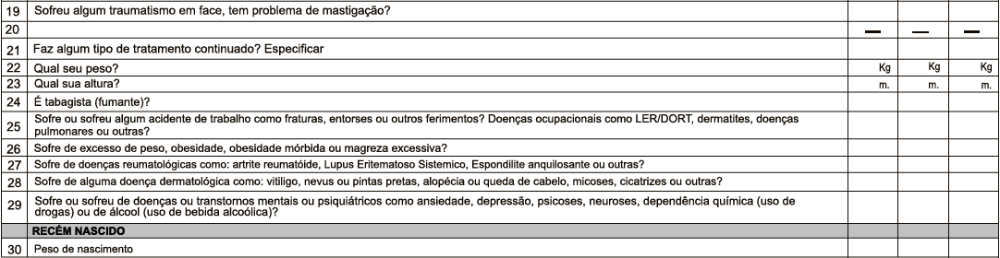 19 Sofreu algum traumatismo em face, tem problema de mastigação?
20 — — —
21 Faz algum tipo de tratamento continuado? Especificar
22 Qual seu peso? Kg Kg Kg
23 Qual sua altura? m. m. m.
24 É tabagista (fumante)?
25 Sofre ou sofreu algum acidente de trabalho como fraturas, entorses ou outros ferimentos? Doenças ocupacionais como LER/DORT, dermatites, doenças
pulmonares ou outras?
26 Sofre de excesso de peso, obesidade, obesidade mórbida ou magreza excessiva?
27 Sofre de doenças reumatológicas como: artrite reumatóide, Lupus Eritematoso Sistemico, Espondilite anquilosante ou outras?
28 Sofre de alguma doença dermatológica como: vitiligo, nevus ou pintas pretas, alopécia ou queda de cabelo, micoses, cicatrizes ou outras?
29 Sofre ou sofreu de doenças ou transtornos mentais ou psiquiátricos como ansiedade, depressão, psicoses, neuroses, dependência química (uso de
drogas) ou de álcool (uso de bebida alcoólica)?
RECÉM NASCIDO
30 Peso de nascimento